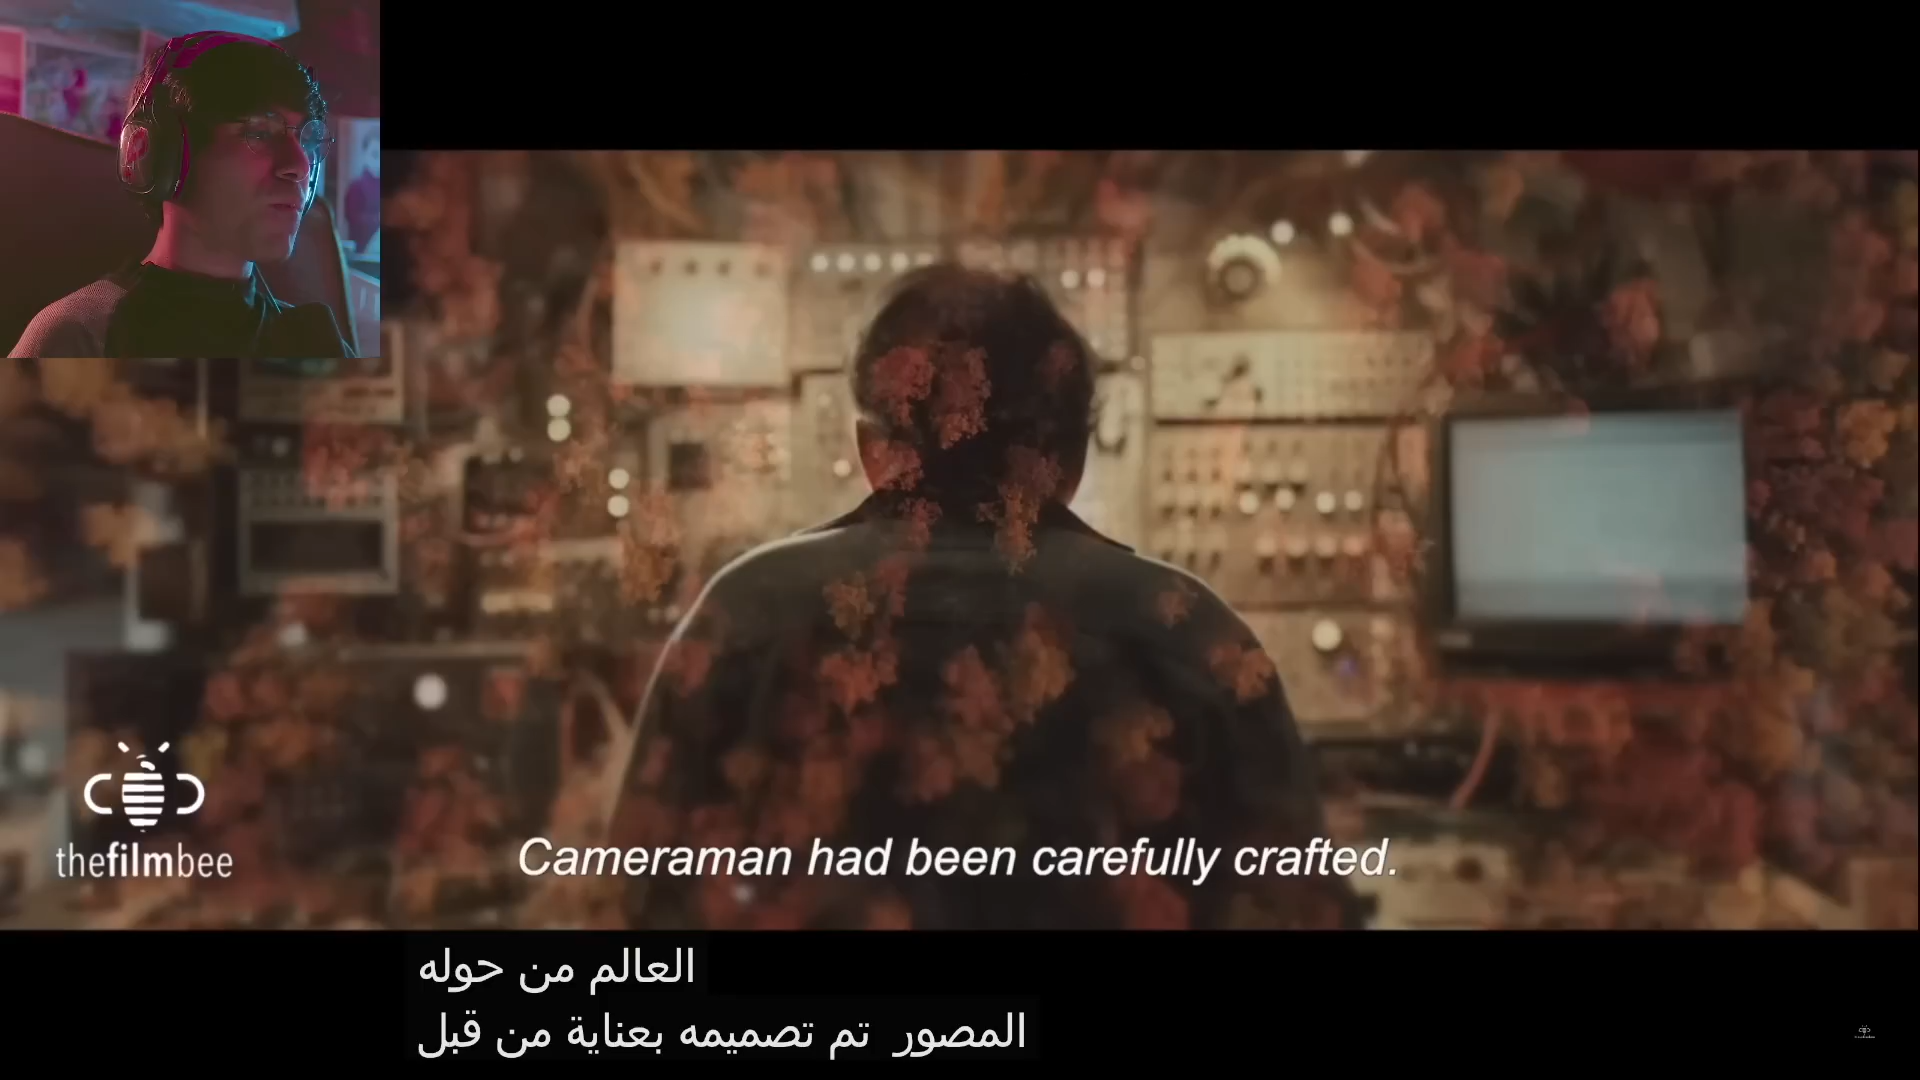 thefilmbee
Cameraman had been carefully crafted.
العالم من حوله
المصور تم تصميمه بعناية من قبل